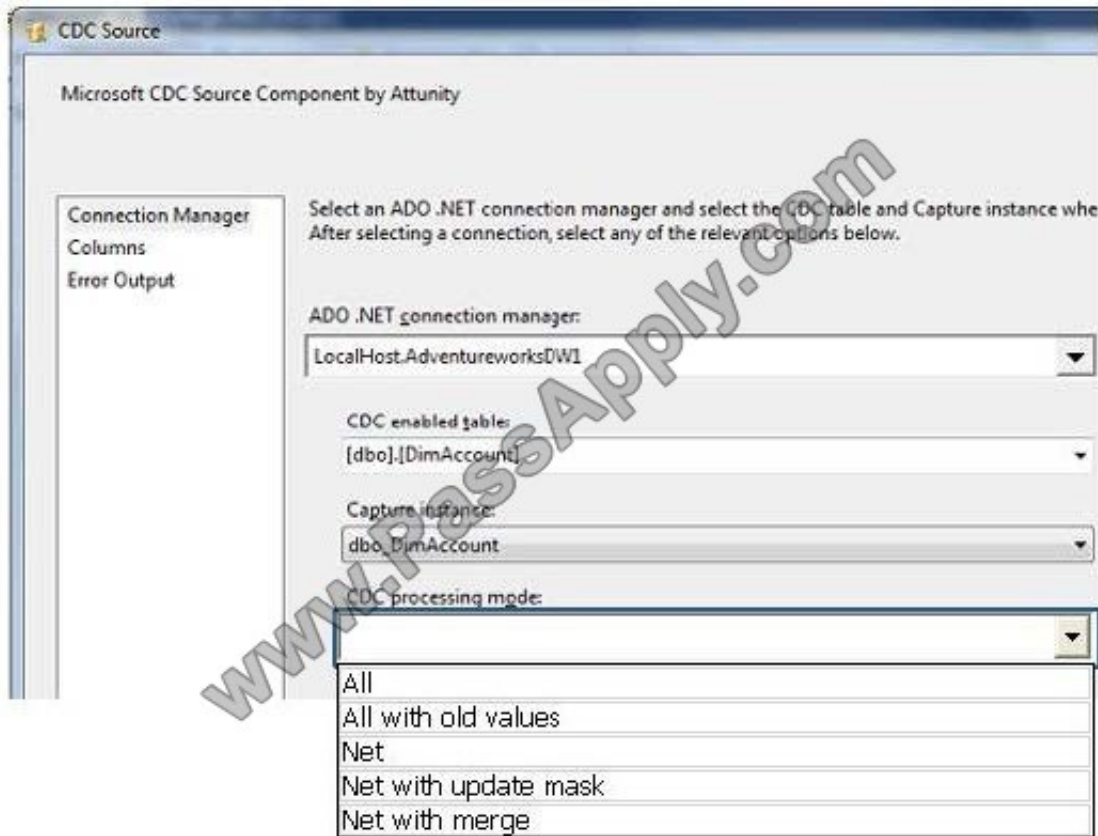 CDC Source
Microsoft CDC Source Component by Attunity
Connection Manager
Columns
Error Output
Select an ADO .NET connection manager and select the CDC table and Capture instance whe
After selecting a connection, select any of the relevant options below.
ADO .NET connection manager:
LocalHost.AdventureworksDW1
CDC enabled table:
[dbo].[DimAccount]
Capture instance:
dbo_DimAccount
CDC processing mode:
All
All with old values
Net
Net with update mask
Net with merge
www.PassApply.com